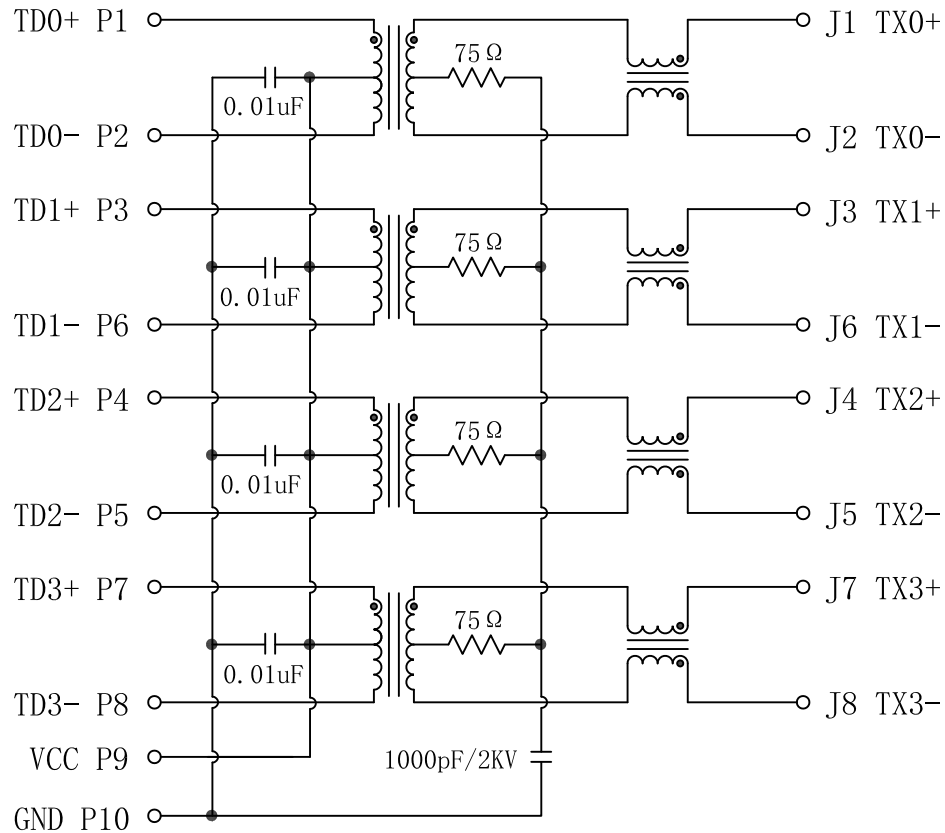 TD0+ P1
J1 TX0+
75Ω
0.01uF
TD0- P2
J2 TX0-
TD1+ P3
J3 TX1+
75Ω
0.01uF
TD1- P6
J6 TX1-
TD2+ P4
J4 TX2+
75Ω
0.01uF
TD2- P5
J5 TX2-
TD3+ P7
J7 TX3+
75Ω
0.01uF
TD3- P8
J8 TX3-
VCC P9
1000pF/2KV
GND P10